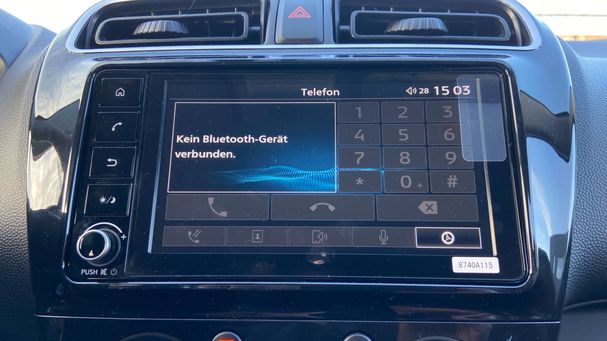 Telefon 28 15 03
Kein Bluetooth-Gerät
verbunden.
1 2 3
4 5 6
7 8 9
* 0+ #
PUSH
8740A115